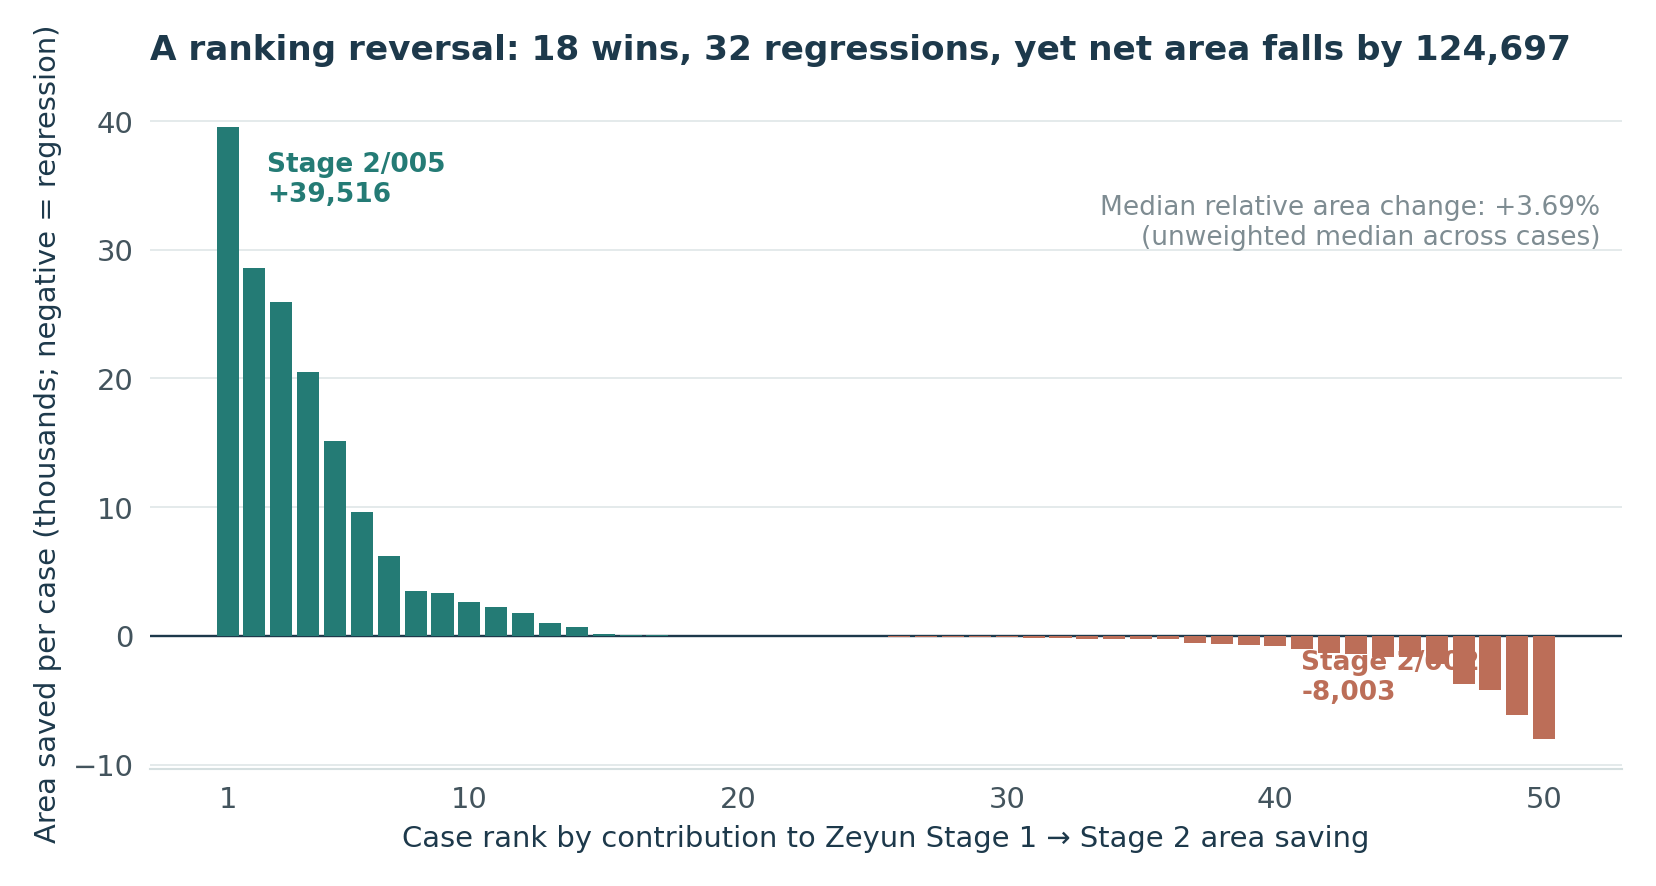 A ranking reversal: 18 wins, 32 regressions, yet net area falls by 124,697
Area saved per case (thousands; negative = regression)
40
30
20
10
0
−10
Stage 2/005
+39,516
Median relative area change: +3.69%
(unweighted median across cases)
Stage 2/002
-8,003
1
10
20
30
40
50
Case rank by contribution to Zeyun Stage 1 → Stage 2 area saving